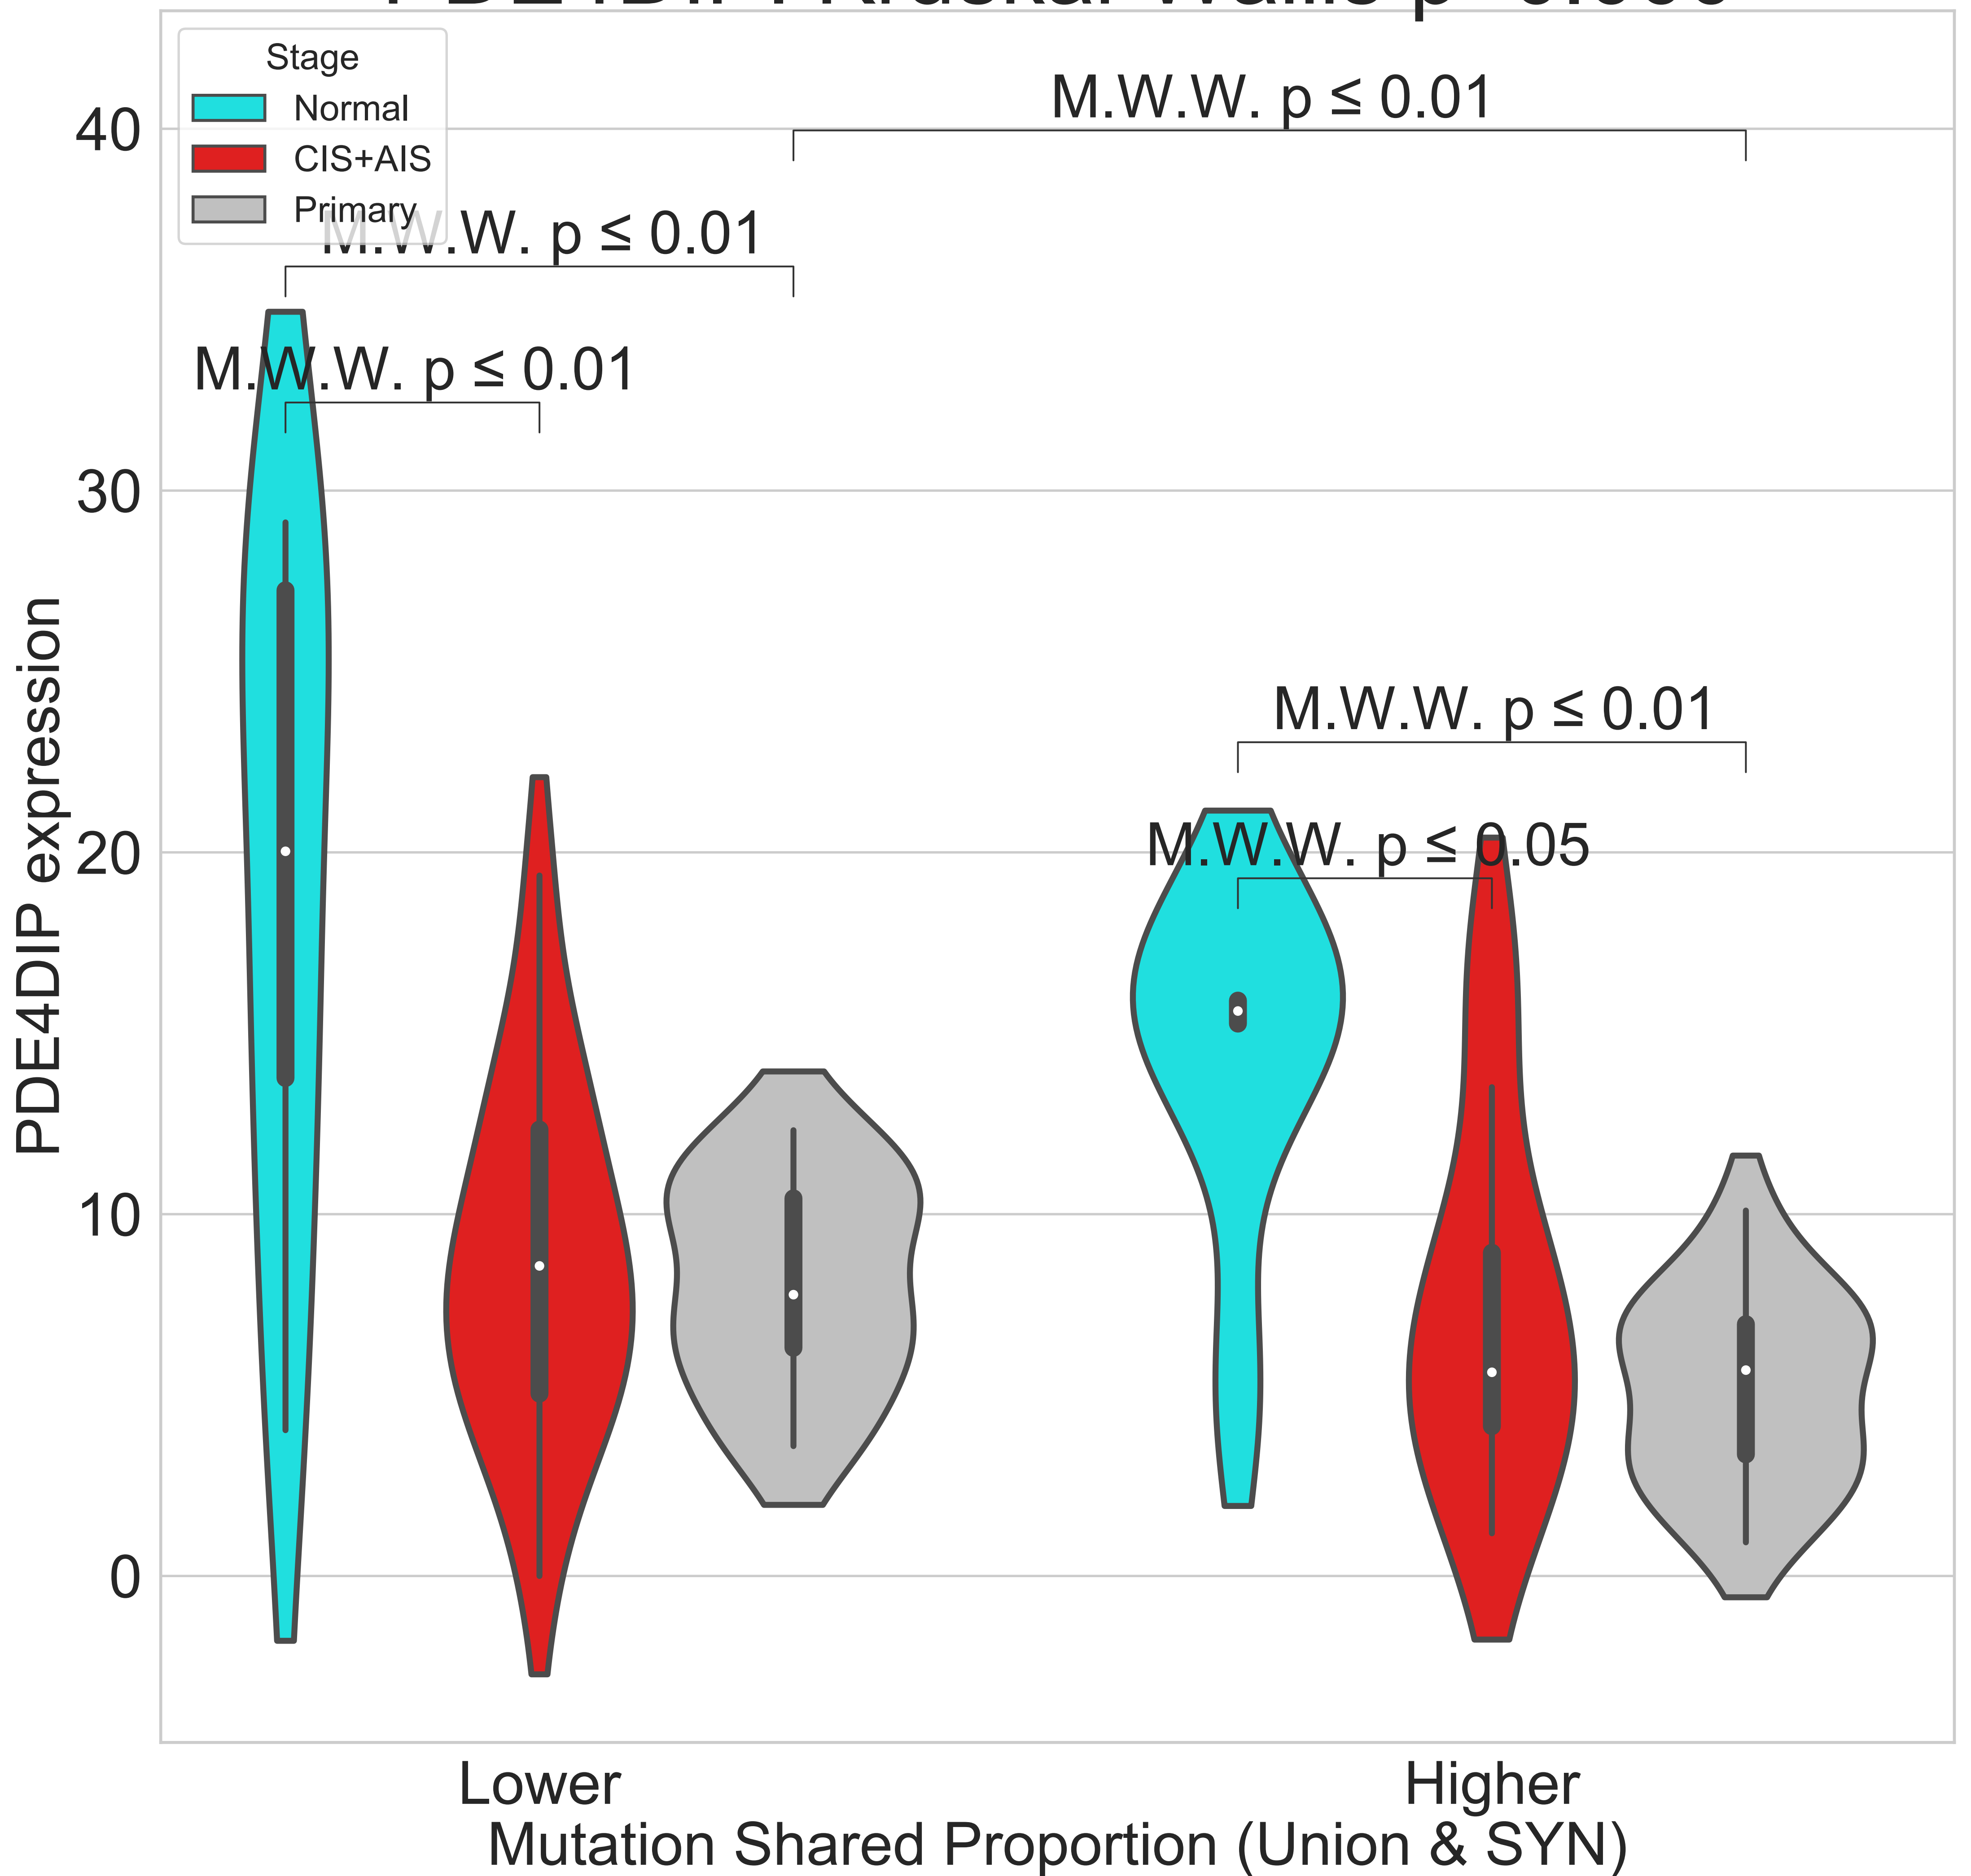 Stage
Normal
CIS+AIS
Primary
M.W.W. p ≤ 0.01
M.W.W. p ≤ 0.01
M.W.W. p ≤ 0.01
M.W.W. p ≤ 0.01
M.W.W. p ≤ 0.05
40
30
20
10
0
PDE4DIP expression
Lower
Higher
Mutation Shared Proportion (Union & SYN)